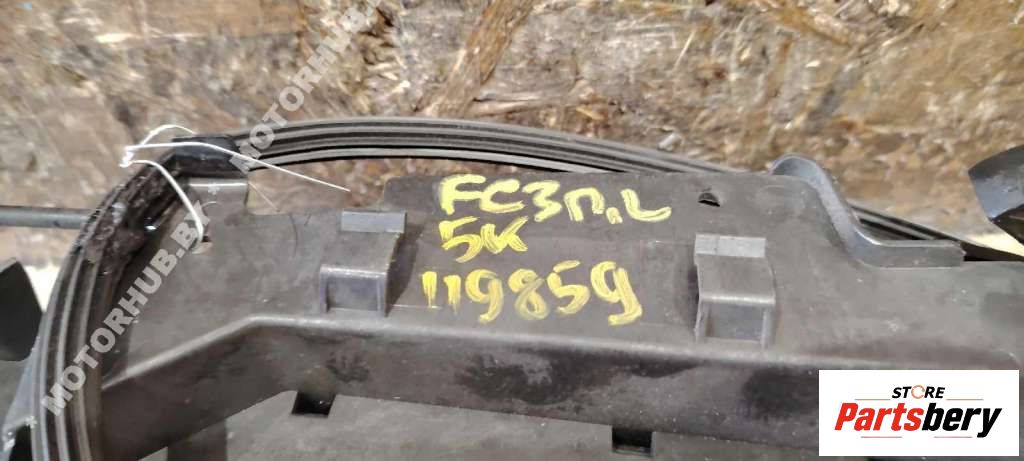 FC3П.L
5K
119859
MOTORHUB.BY
MOTORHUB.BY
STORE
Partsbery